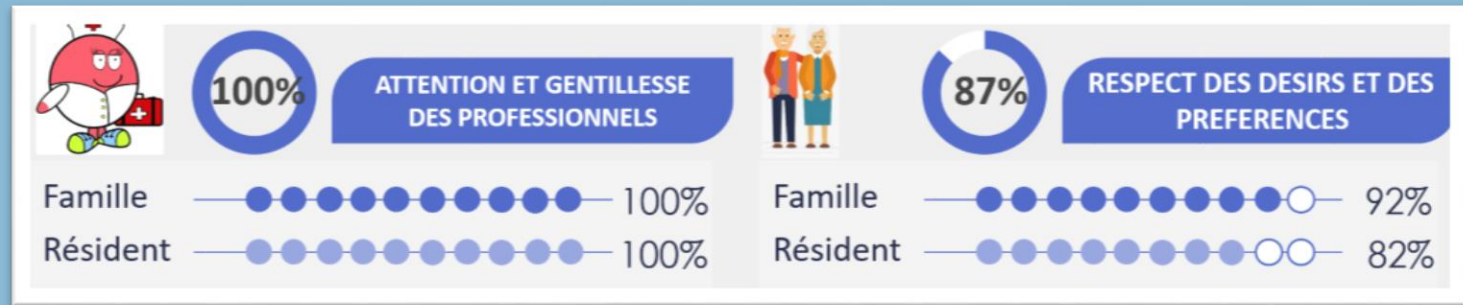 100%
ATTENTION ET GENTILLESSE
DES PROFESSIONNELS
Famille 100%
Résident 100%
87%
RESPECT DES DESIRS ET DES
PREFERENCES
Famille 92%
Résident 82%